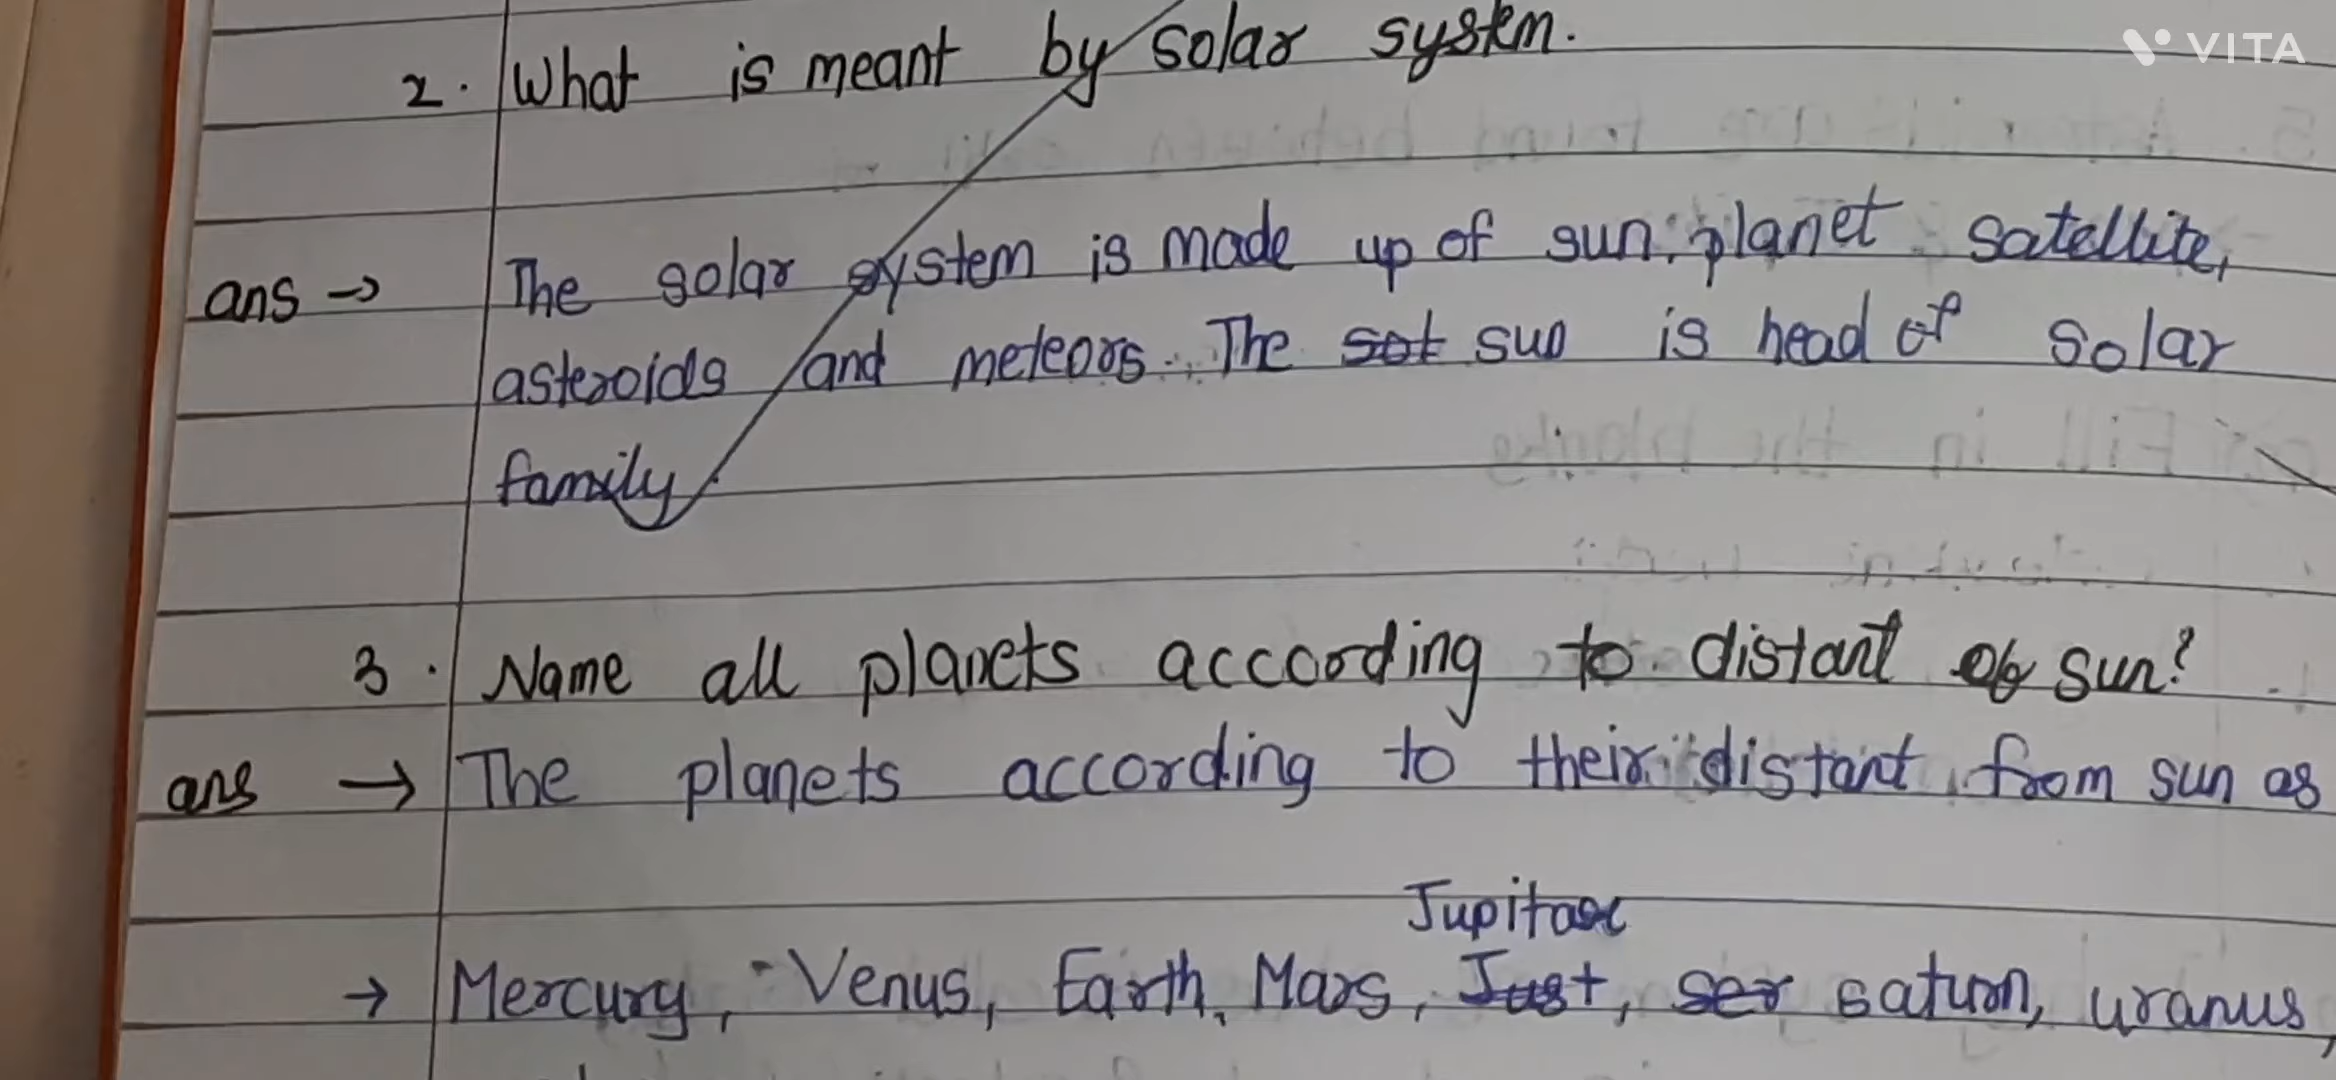 VITA
2. What is meant by solar system.
ans → The solar system is made up of sun, planet satellite,
asteroids and meteors. The sot sun is head of solar
family
3. Name all planets according to distant of sun?
ans → The planets according to their distant from sun as
Jupitar
→ Mercury, Venus, Earth, Mars, Just, ser saturn, uranus,